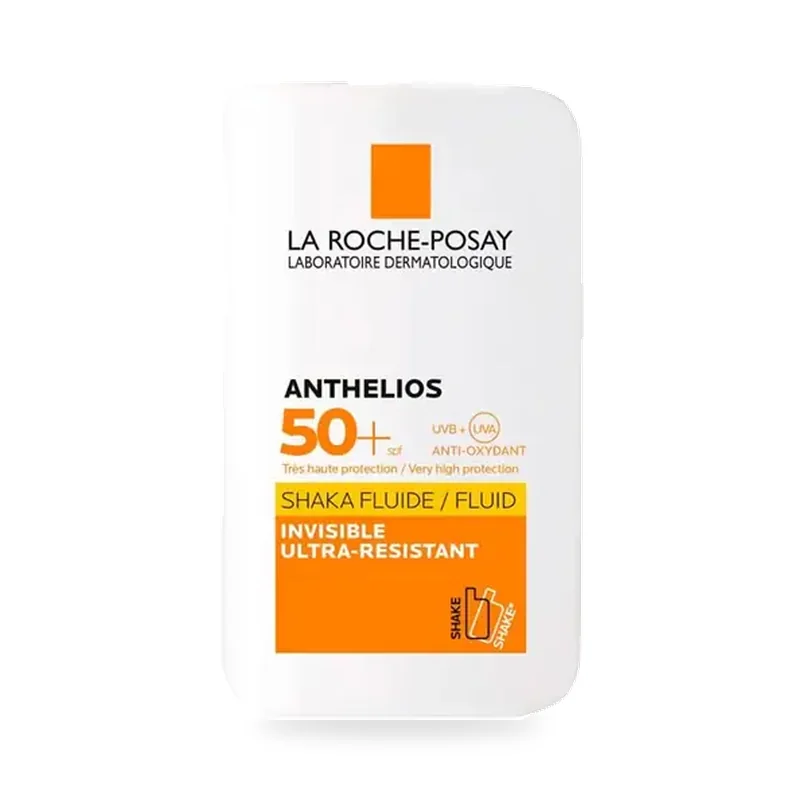 LA ROCHE-POSAY
LABORATOIRE DERMATOLOGIQUE
ANTHELIOS
50+ spf
UVB + UVA
ANTI-OXYDANT
Très haute protection / Very high protection
SHAKA FLUIDE / FLUID
INVISIBLE
ULTRA-RESISTANT
SHAKE
SHAKE*